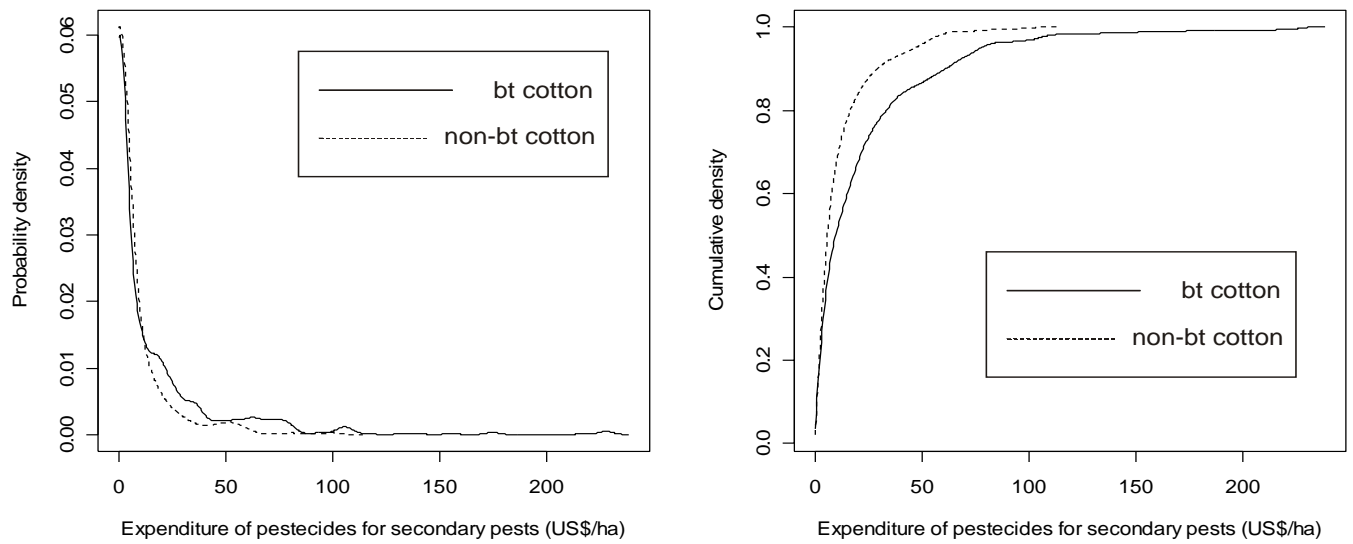 Probability density
0.06
0.05
0.04
0.03
0.02
0.01
0.00
bt cotton
non-bt cotton
0 50 100 150 200
Expenditure of pestecides for secondary pests (US$/ha)
Cumulative density
1.0
0.8
0.6
0.4
0.2
0.0
bt cotton
non-bt cotton
0 50 100 150 200
Expenditure of pestecides for secondary pests (US$/ha)